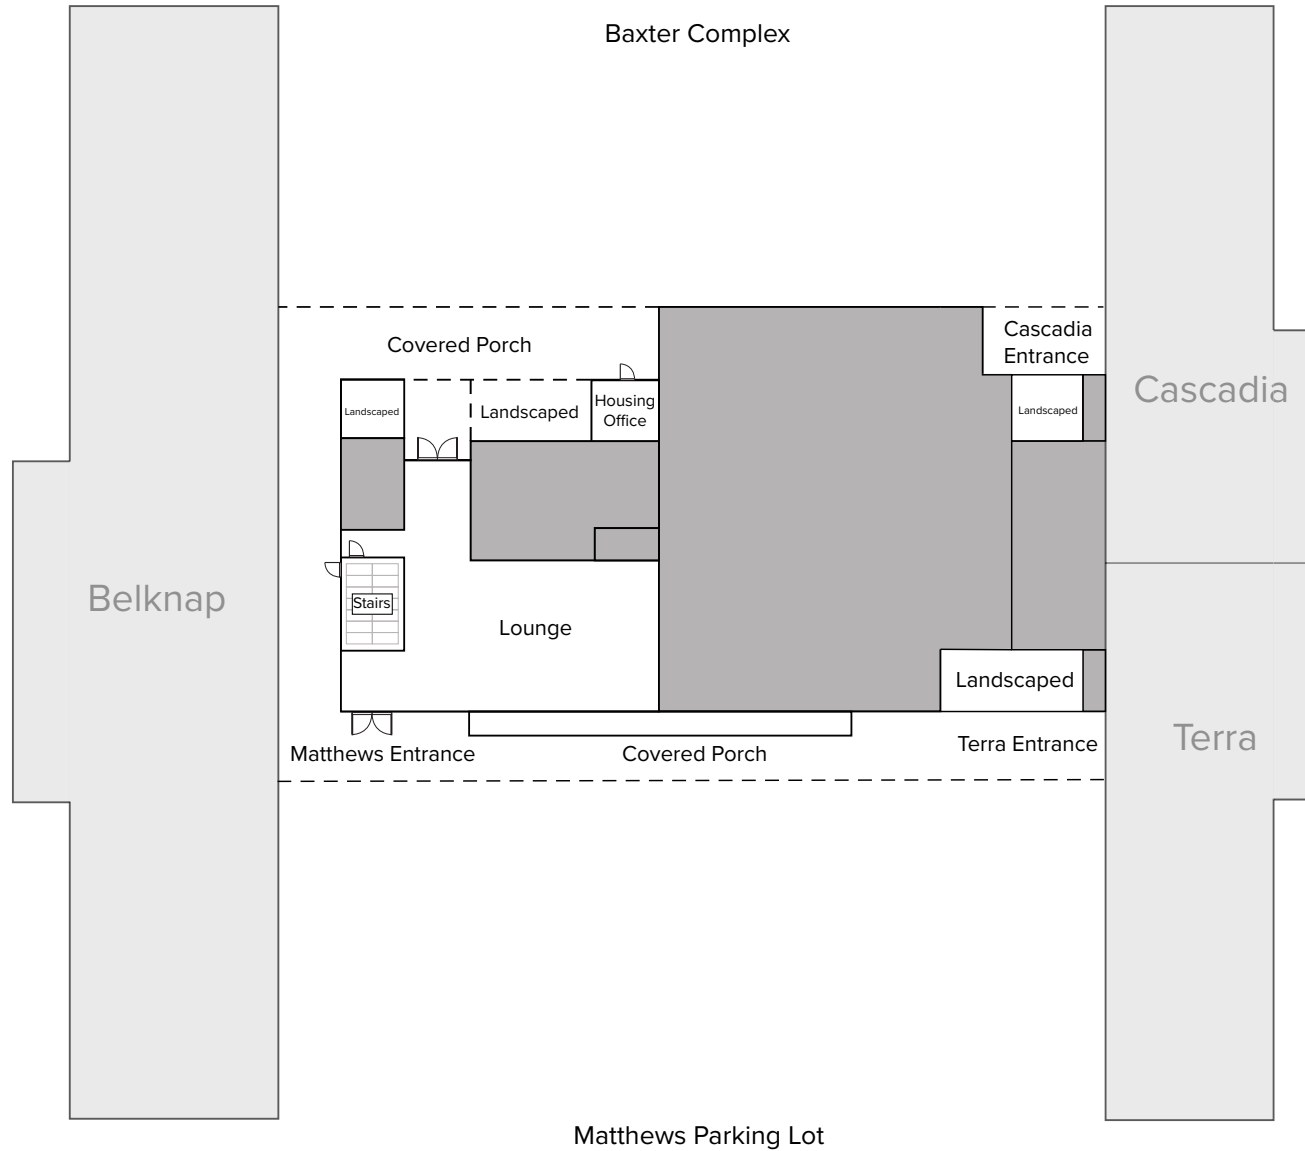 Baxter Complex
Covered Porch
Cascadia
Entrance
Landscaped
Landscaped
Housing
Office
Landscaped
Cascadia
Belknap
Stairs
Lounge
Landscaped
Matthews Entrance
Covered Porch
Terra Entrance
Terra
Matthews Parking Lot